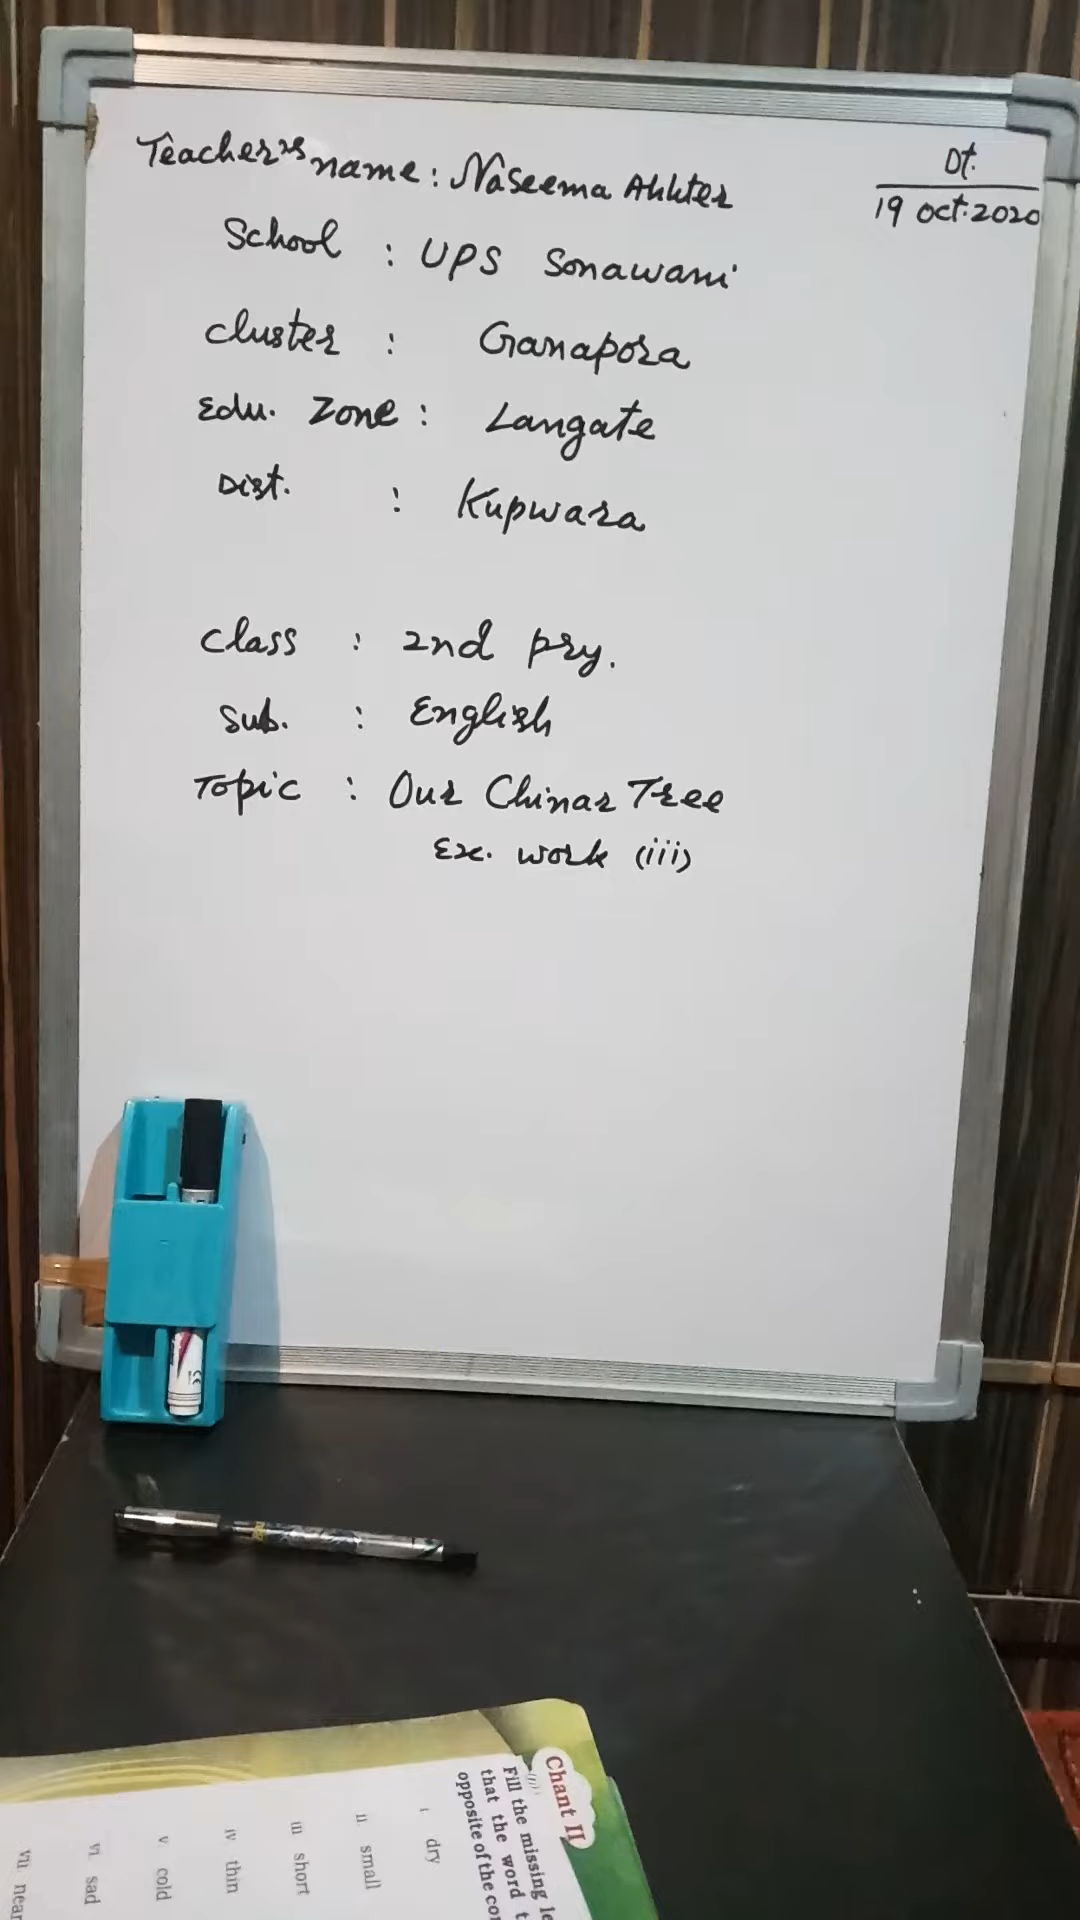 Teacher's name : Naseema Akhter
Dt.
19 Oct. 2020
School : UPS Sonawani
Cluster : Ganapora
Edu. Zone : Langate
Dist. : Kupwara
Class : 2nd pry.
Sub. : English
Topic : Our Chinar Tree
Ex. work (iii)
Chant II
Fill the missing
that the word
opposite of the
i dry
ii small
iii short
iv thin
v cold
vi sad
vii near